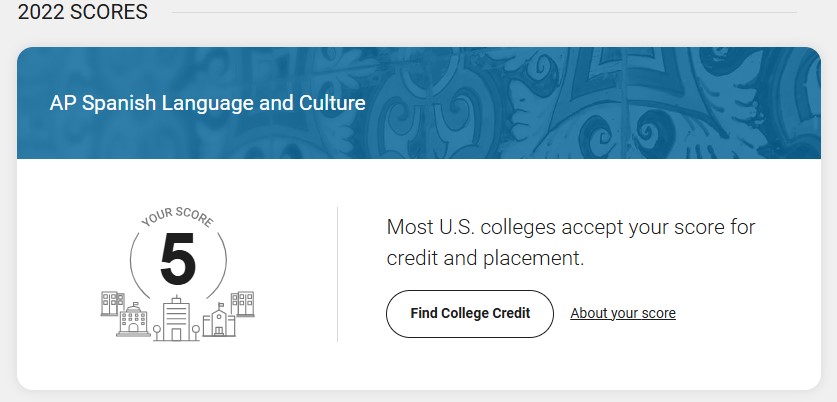 2022 SCORES
AP Spanish Language and Culture
YOUR SCORE
5
Most U.S. colleges accept your score for
credit and placement.
Find College Credit
About your score